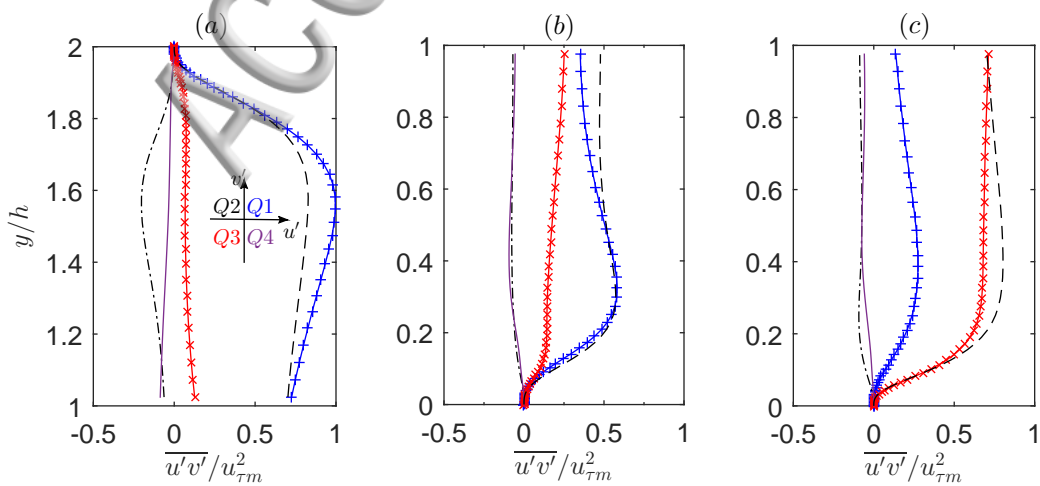 (a) (b) (c)
ACC
2 1 1
1.8 0.8 0.8
1.6 0.6 0.6
1.4 0.4 0.4
1.2 0.2 0.2
1 0 0
y/h
v'
Q2 Q1
u'
Q3 Q4
-0.5 0 0.5 1 -0.5 0 0.5 1 -0.5 0 0.5 1
u'v'/u²τm u'v'/u²τm u'v'/u²τm